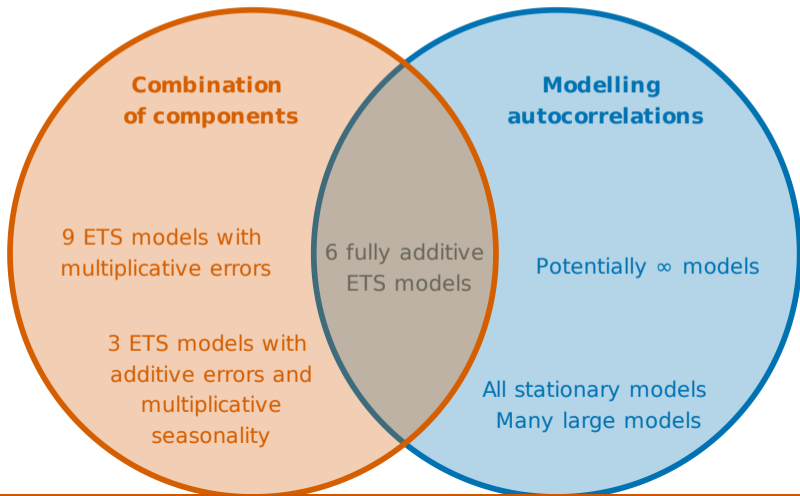 Combination
of components
9 ETS models with
multiplicative errors
3 ETS models with
additive errors and
multiplicative
seasonality
6 fully additive
ETS models
Modelling
autocorrelations
Potentially ∞ models
All stationary models
Many large models